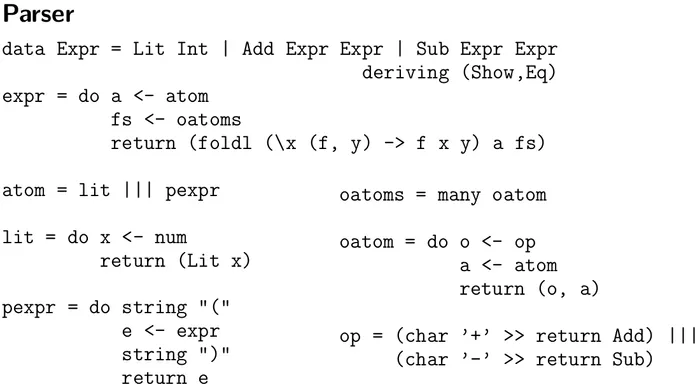 Parser
data Expr = Lit Int | Add Expr Expr | Sub Expr Expr
deriving (Show,Eq)
expr = do a <- atom
fs <- oatoms
return (foldl (\x (f, y) -> f x y) a fs)
atom = lit ||| pexpr
lit = do x <- num
return (Lit x)
pexpr = do string "("
e <- expr
string ")"
return e
oatoms = many oatom
oatom = do o <- op
a <- atom
return (o, a)
op = (char '+' >> return Add) |||
(char '-' >> return Sub)